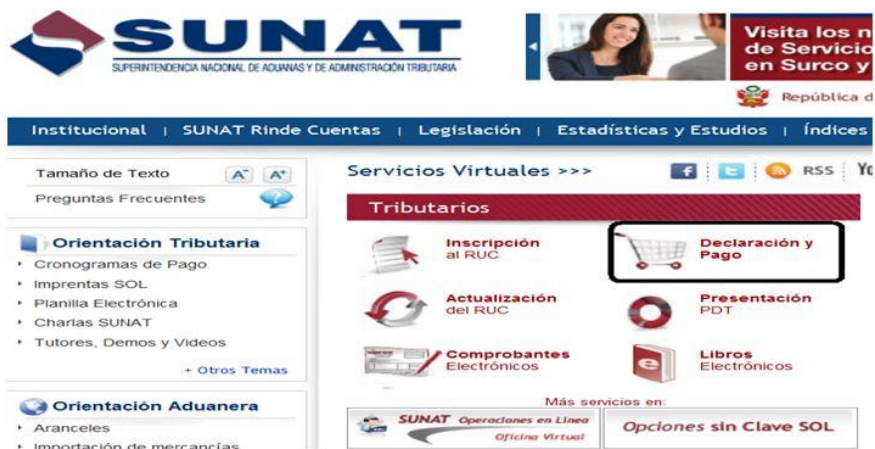 SUNAT
SUPERINTENDENCIA NACIONAL DE ADUANAS Y DE ADMINISTRACIÓN TRIBUTARIA
Visita los n
de Servicio
en Surco y
República d
Institucional | SUNAT Rinde Cuentas | Legislación | Estadísticas y Estudios | Índices
Tamaño de Texto A- A+
Preguntas Frecuentes ?
Orientación Tributaria
Cronogramas de Pago
Imprentas SOL
Planilla Electrónica
Charlas SUNAT
Tutores, Demos y Videos
+ Otros Temas
Orientación Aduanera
Aranceles
Importación de mercancías
Servicios Virtuales >>>
RSS Yo
Tributarios
Inscripción
al RUC
Declaración y
Pago
Actualización
del RUC
Presentación
PDT
Comprobantes
Electrónicos
Libros
Electrónicos
Más servicios en:
SUNAT Operaciones en Línea
Oficina Virtual
Opciones sin Clave SOL